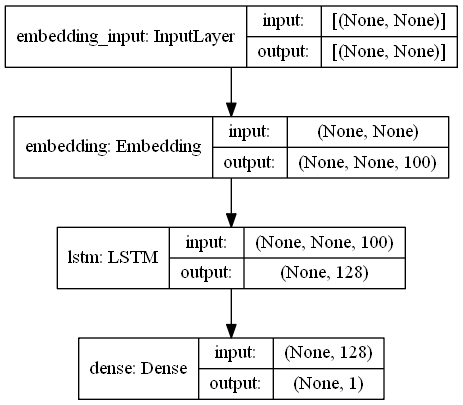 embedding_input: InputLayer
input:
[(None, None)]
output:
[(None, None)]
embedding: Embedding
input:
(None, None)
output:
(None, None, 100)
lstm: LSTM
input:
(None, None, 100)
output:
(None, 128)
dense: Dense
input:
(None, 128)
output:
(None, 1)